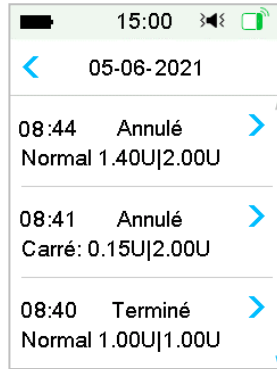 15:00
05-06-2021
08:44 Annulé
Normal 1.40U|2.00U
08:41 Annulé
Carré: 0.15U|2.00U
08:40 Terminé
Normal 1.00U|1.00U